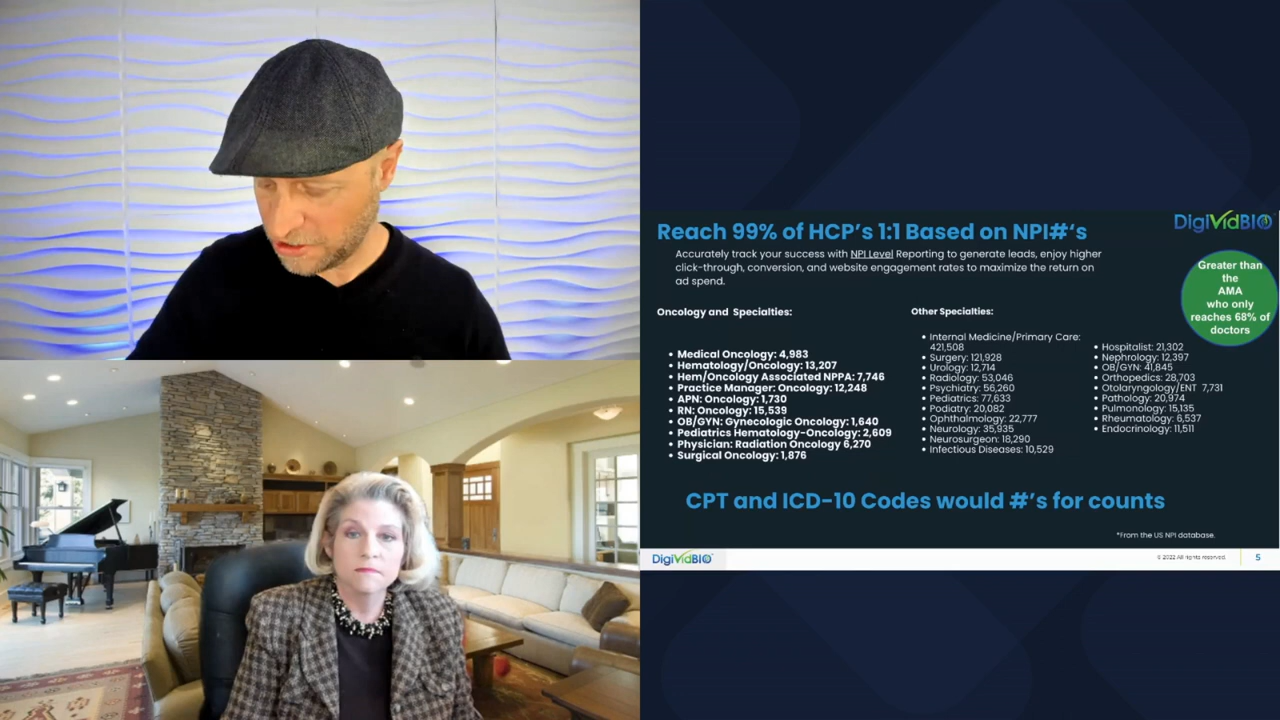 Reach 99% of HCP's 1:1 Based on NPI#'s
DigiVidBIO
Accurately track your success with NPI Level Reporting to generate leads, enjoy higher
click-through, conversion, and website engagement rates to maximize the return on
ad spend.
Greater than
the
AMA
who only
reaches 68% of
doctors
Oncology and Specialties:
• Medical Oncology: 4,983
• Hematology/Oncology: 13,207
• Hem/Oncology Associated NPPA: 7,746
• Practice Manager: Oncology: 12,248
• APN: Oncology: 1,730
• RN: Oncology: 15,539
• OB/GYN: Gynecologic Oncology: 1,640
• Pediatrics Hematology-Oncology: 2,609
• Physician: Radiation Oncology 6,270
• Surgical Oncology: 1,876
Other Specialties:
• Internal Medicine/Primary Care:
421,508
• Surgery: 121,928
• Urology: 12,714
• Radiology: 53,046
• Psychiatry: 56,260
• Pediatrics: 77,633
• Podiatry: 20,082
• Ophthalmology: 22,777
• Neurology: 35,935
• Neurosurgeon: 18,290
• Infectious Diseases: 10,529
• Hospitalist: 21,302
• Nephrology: 12,397
• OB/GYN: 41,845
• Orthopedics: 28,703
• Otolaryngology/ENT 7,731
• Pathology: 20,974
• Pulmonology: 15,135
• Rheumatology: 6,537
• Endocrinology: 11,511
CPT and ICD-10 Codes would #'s for counts
*From the US NPI database.
DigiVidBIO
© 2022 All rights reserved.
5